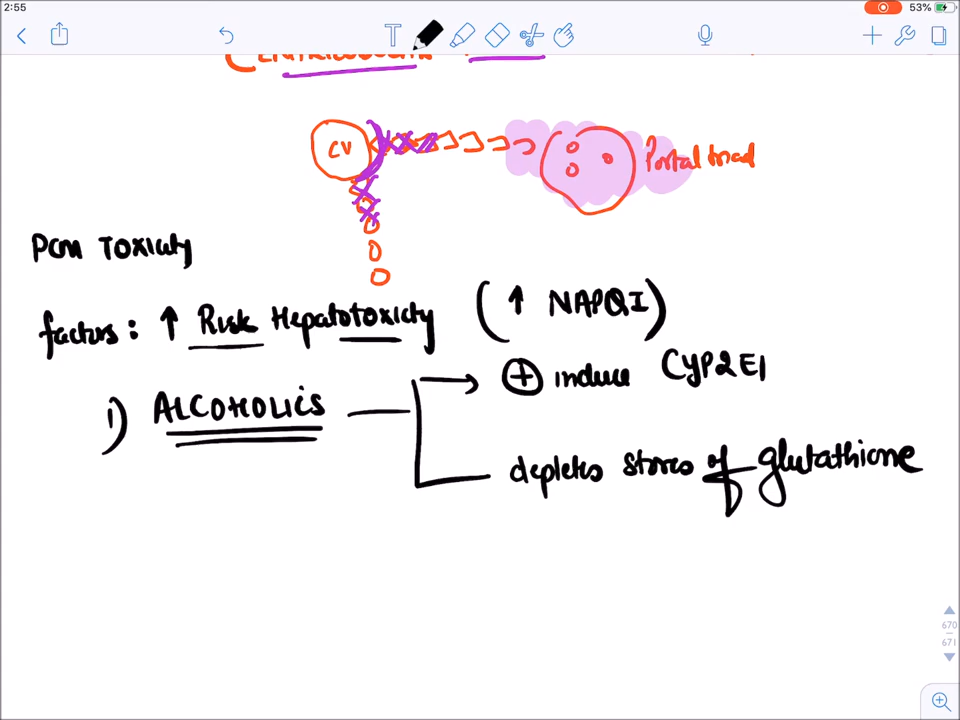 2:55
53%
T
CV
Portal triad
PCM Toxicity
factors: ↑ Risk Hepatotoxicity (↑ NAPQI)
1) ALCOHOLICS
⊕ induce CYP2E1
depletes stores of glutathione
670
671